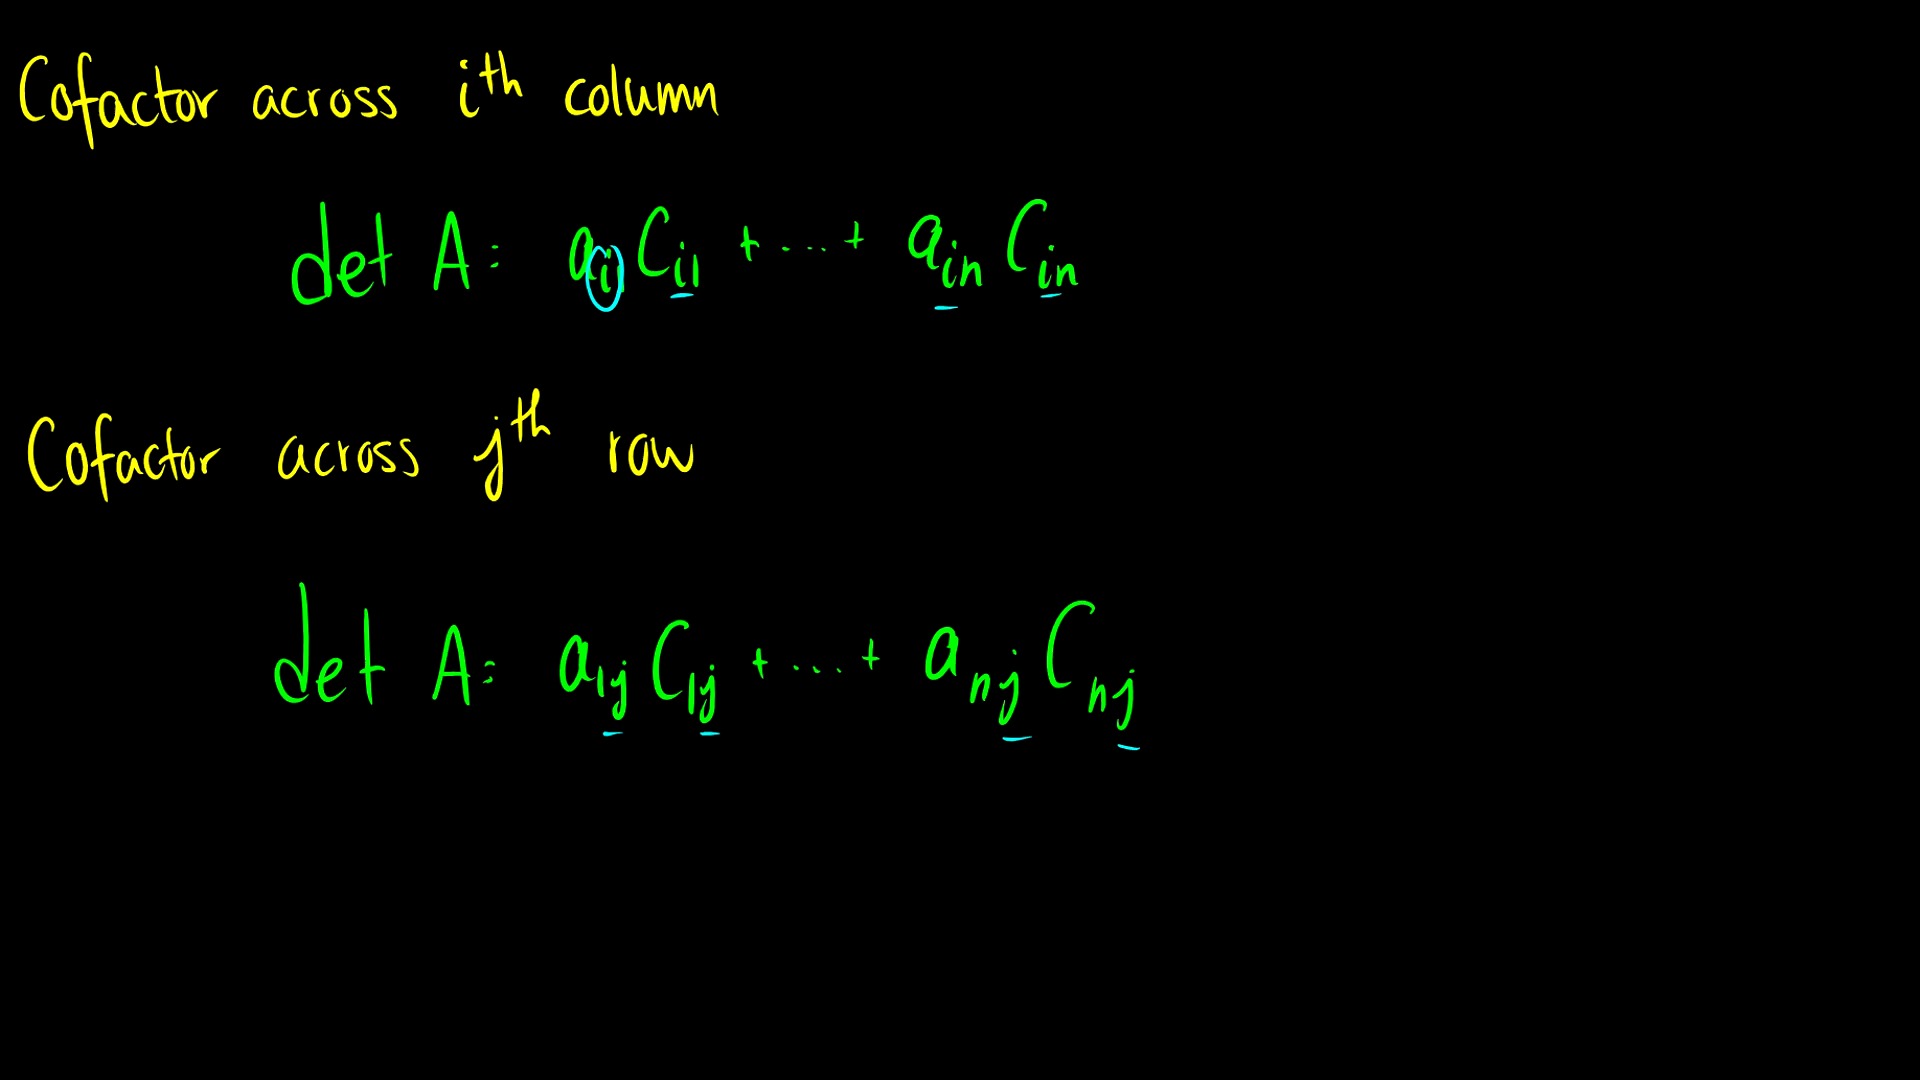 Cofactor across i^th column
det A = a_i1 C_i1 + ... + a_in C_in
Cofactor across j^th row
det A = a_1j C_1j + ... + a_nj C_nj